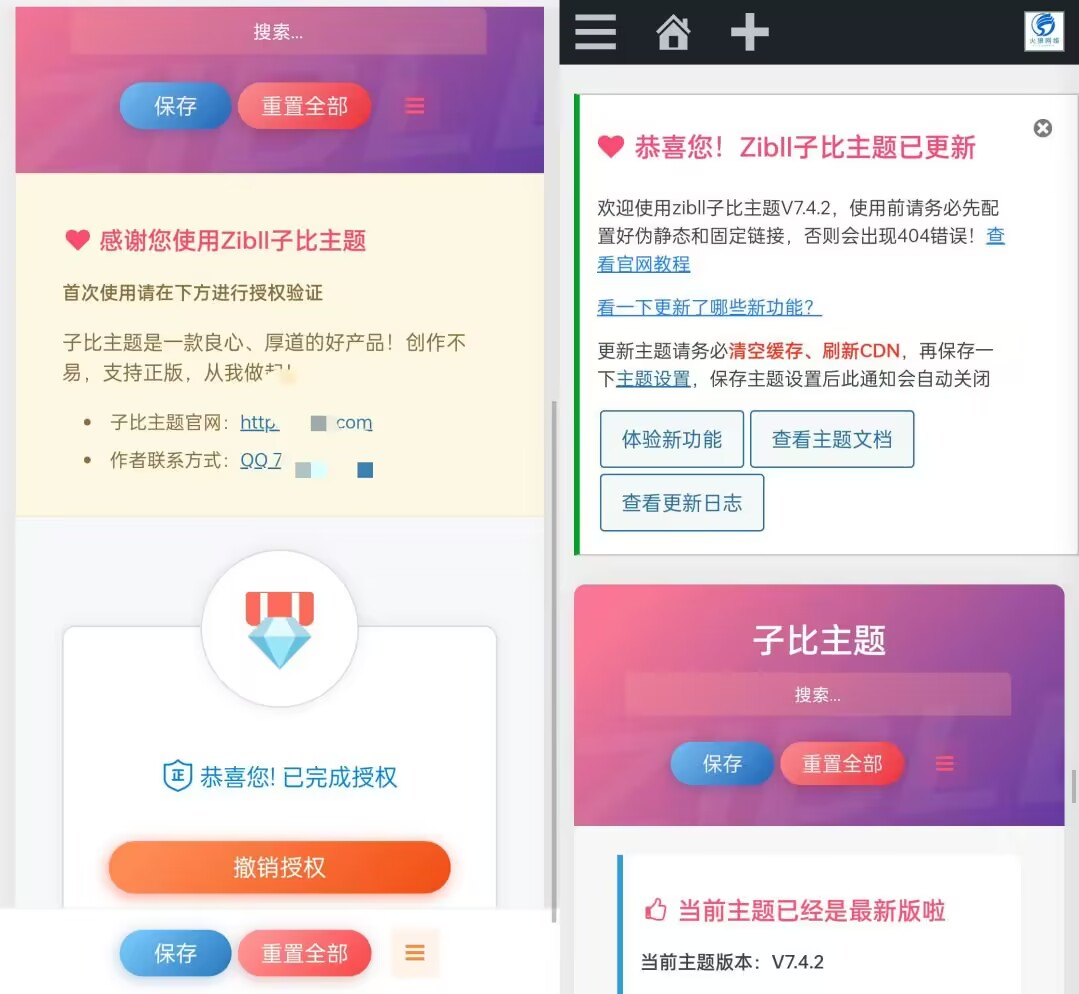 搜索...
保存
重置全部
感谢您使用Zibll子比主题
首次使用请在下方进行授权验证
子比主题是一款良心、厚道的好产品！创作不
易，支持正版，从我做起！
子比主题官网：http com
作者联系方式：QQ 7
正
恭喜您! 已完成授权
撤销授权
保存
重置全部
火狼网络
恭喜您！Zibll子比主题已更新
欢迎使用zibll子比主题V7.4.2，使用前请务必先配
置好伪静态和固定链接，否则会出现404错误！查
看官网教程
看一下更新了哪些新功能？
更新主题请务必清空缓存、刷新CDN，再保存一
下主题设置，保存主题设置后此通知会自动关闭
体验新功能
查看主题文档
查看更新日志
子比主题
搜索...
保存
重置全部
当前主题已经是最新版啦
当前主题版本：V7.4.2